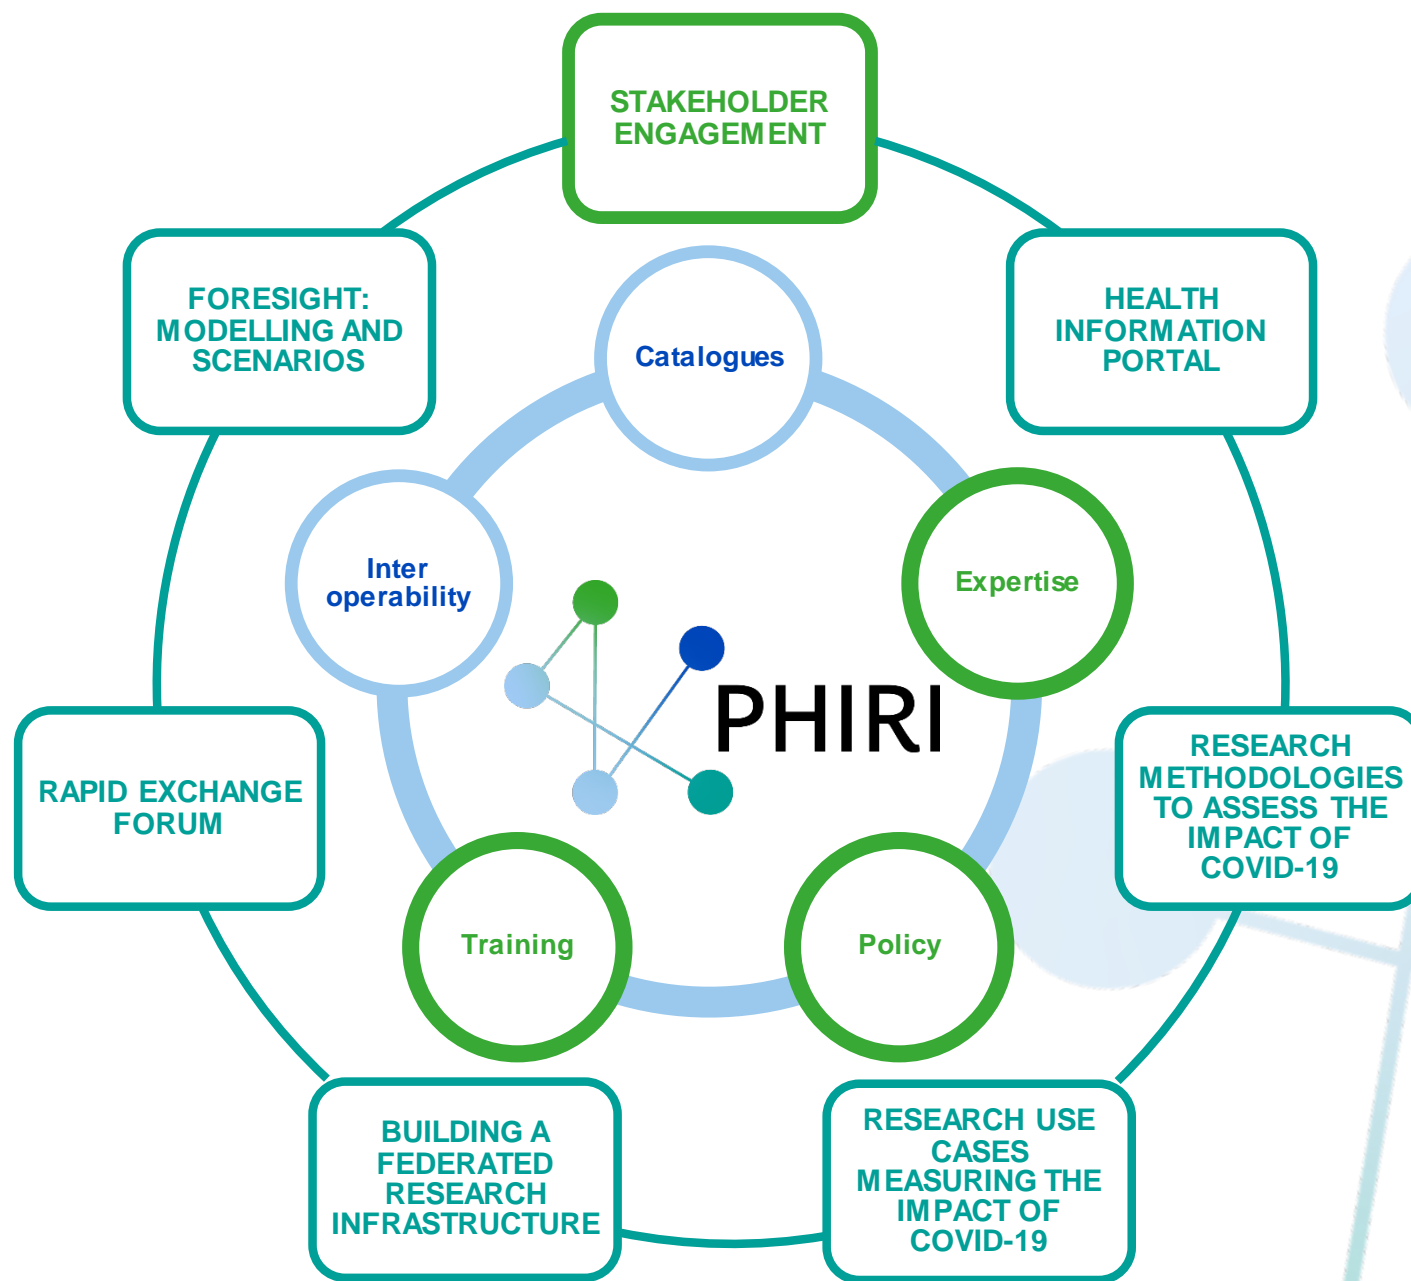 STAKEHOLDER
ENGAGEMENT
FORESIGHT:
MODELLING AND
SCENARIOS
HEALTH
INFORMATION
PORTAL
Catalogues
Inter
operability
Expertise
PHIRI
RAPID EXCHANGE
FORUM
RESEARCH
METHODOLOGIES
TO ASSESS THE
IMPACT OF
COVID-19
Training
Policy
BUILDING A
FEDERATED
RESEARCH
INFRASTRUCTURE
RESEARCH USE
CASES
MEASURING THE
IMPACT OF
COVID-19